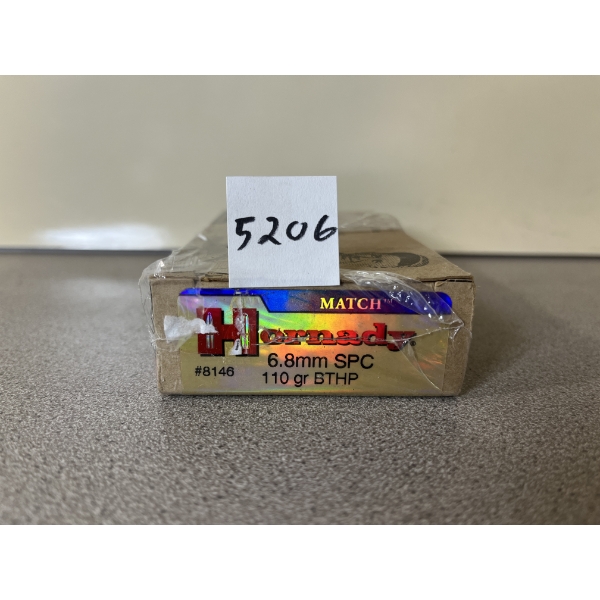 5206
MATCH™
Hornady
6.8mm SPC
#8146
110 gr BTHP